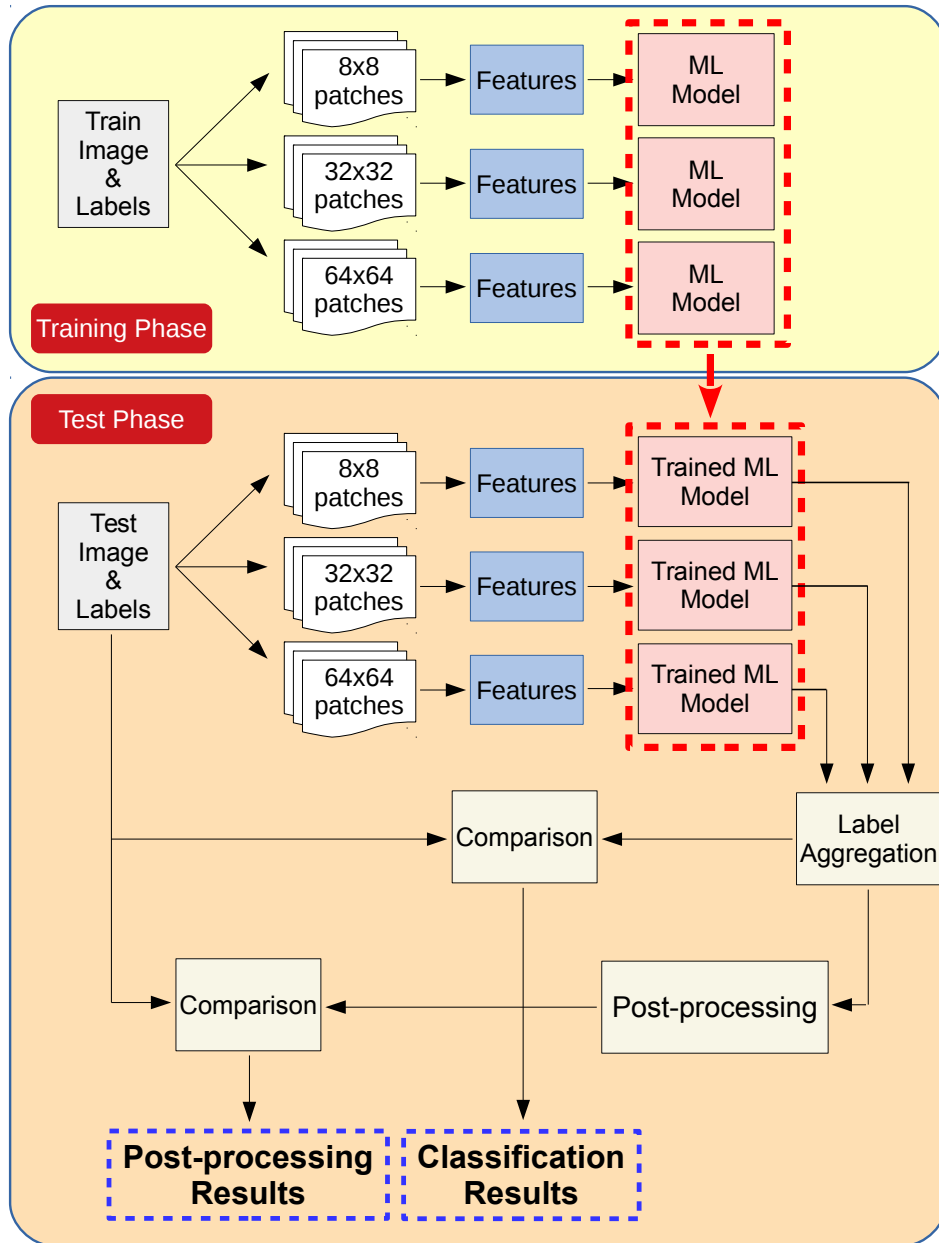 8x8
patches
Features
ML
Model
Train
Image
&
Labels
32x32
patches
Features
ML
Model
64x64
patches
Features
ML
Model
Training Phase
Test Phase
8x8
patches
Features
Trained ML
Model
Test
Image
&
Labels
32x32
patches
Features
Trained ML
Model
64x64
patches
Features
Trained ML
Model
Comparison
Label
Aggregation
Comparison
Post-processing
Post-processing
Results
Classification
Results